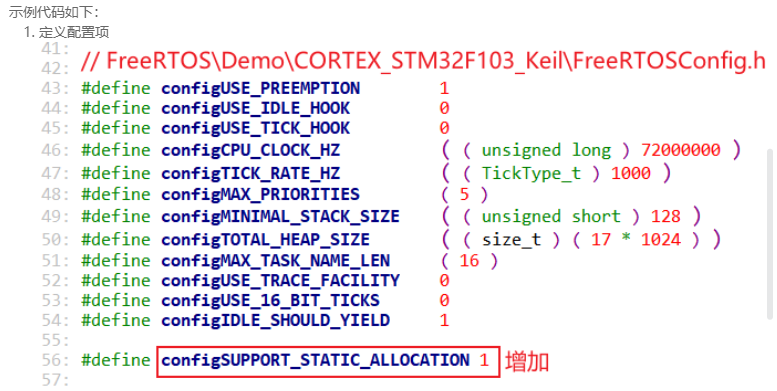 示例代码如下：
1. 定义配置项
41:
42: // FreeRTOS\Demo\CORTEX_STM32F103_Keil\FreeRTOSConfig.h
43: #define configUSE_PREEMPTION 1
44: #define configUSE_IDLE_HOOK 0
45: #define configUSE_TICK_HOOK 0
46: #define configCPU_CLOCK_HZ ( ( unsigned long ) 72000000 )
47: #define configTICK_RATE_HZ ( ( TickType_t ) 1000 )
48: #define configMAX_PRIORITIES ( 5 )
49: #define configMINIMAL_STACK_SIZE ( ( unsigned short ) 128 )
50: #define configTOTAL_HEAP_SIZE ( ( size_t ) ( 17 * 1024 ) )
51: #define configMAX_TASK_NAME_LEN ( 16 )
52: #define configUSE_TRACE_FACILITY 0
53: #define configUSE_16_BIT_TICKS 0
54: #define configIDLE_SHOULD_YIELD 1
55:
56: #define configSUPPORT_STATIC_ALLOCATION 1 增加
57: